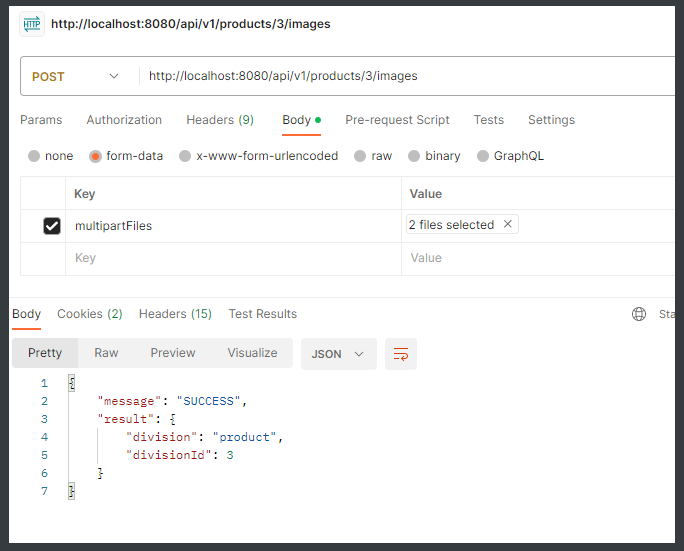 HTTP http://localhost:8080/api/v1/products/3/images
POST http://localhost:8080/api/v1/products/3/images
Params Authorization Headers (9) Body Pre-request Script Tests Settings
none form-data x-www-form-urlencoded raw binary GraphQL
Key Value
multipartFiles 2 files selected
Key Value
Body Cookies (2) Headers (15) Test Results Sta
Pretty Raw Preview Visualize JSON
1 {
2 "message": "SUCCESS",
3 "result": {
4 "division": "product",
5 "divisionId": 3
6 }
7 }